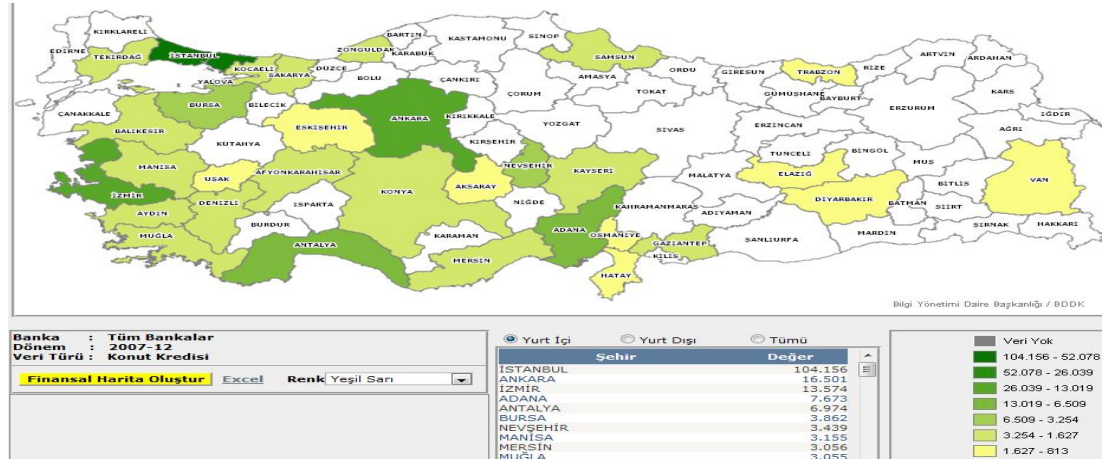 KIRKLARELİ
EDİRNE
TEKİRDAĞ
İSTANBUL
KOCAELİ
YALOVA
SAKARYA
DÜZCE
ZONGULDAK
BARTIN
KARABÜK
KASTAMONU
SİNOP
SAMSUN
ORDU
GİRESUN
TRABZON
RİZE
ARTVİN
ARDAHAN
BOLU
ÇANKIRI
ÇORUM
AMASYA
TOKAT
GÜMÜŞHANE
BAYBURT
ERZURUM
KARS
IĞDIR
ÇANAKKALE
BURSA
BİLECİK
ANKARA
KIRIKKALE
YOZGAT
SİVAS
ERZİNCAN
AĞRI
BALIKESİR
KÜTAHYA
ESKİŞEHİR
KIRŞEHİR
TUNCELİ
BİNGÖL
MUŞ
MANİSA
UŞAK
AFYONKARAHİSAR
KONYA
AKSARAY
NEVŞEHİR
KAYSERİ
MALATYA
ELAZIĞ
BİTLİS
VAN
İZMİR
AYDIN
DENİZLİ
ISPARTA
NİĞDE
KAHRAMANMARAŞ
ADIYAMAN
DİYARBAKIR
BATMAN
SİİRT
MUĞLA
BURDUR
ANTALYA
KARAMAN
MERSİN
ADANA
OSMANİYE
GAZİANTEP
KİLİS
HATAY
ŞANLIURFA
MARDİN
ŞIRNAK
HAKKARİ
Bilgi Yönetimi Daire Başkanlığı / BDDK
Banka : Tüm Bankalar
Dönem : 2007-12
Veri Türü : Konut Kredisi
Finansal Harita Oluştur Excel Renk Yeşil Sarı
Yurt İçi Yurt Dışı Tümü
Şehir Değer
İSTANBUL 104.156
ANKARA 16.501
İZMİR 13.574
ADANA 7.673
ANTALYA 6.974
BURSA 3.862
NEVŞEHİR 3.439
MANİSA 3.155
MERSİN 3.056
MUĞLA 3.055
Veri Yok
104.156 - 52.078
52.078 - 26.039
26.039 - 13.019
13.019 - 6.509
6.509 - 3.254
3.254 - 1.627
1.627 - 813